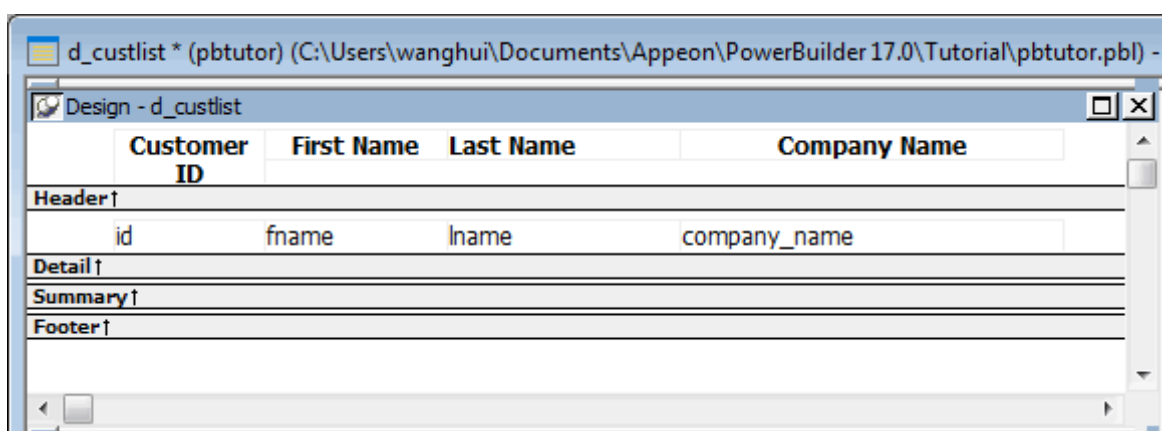 d_custlist * (pbtutor) (C:\Users\wanghui\Documents\Appeon\PowerBuilder 17.0\Tutorial\pbtutor.pbl) -
Design - d_custlist
Customer ID First Name Last Name Company Name
Header↑
id fname lname company_name
Detail↑
Summary↑
Footer↑